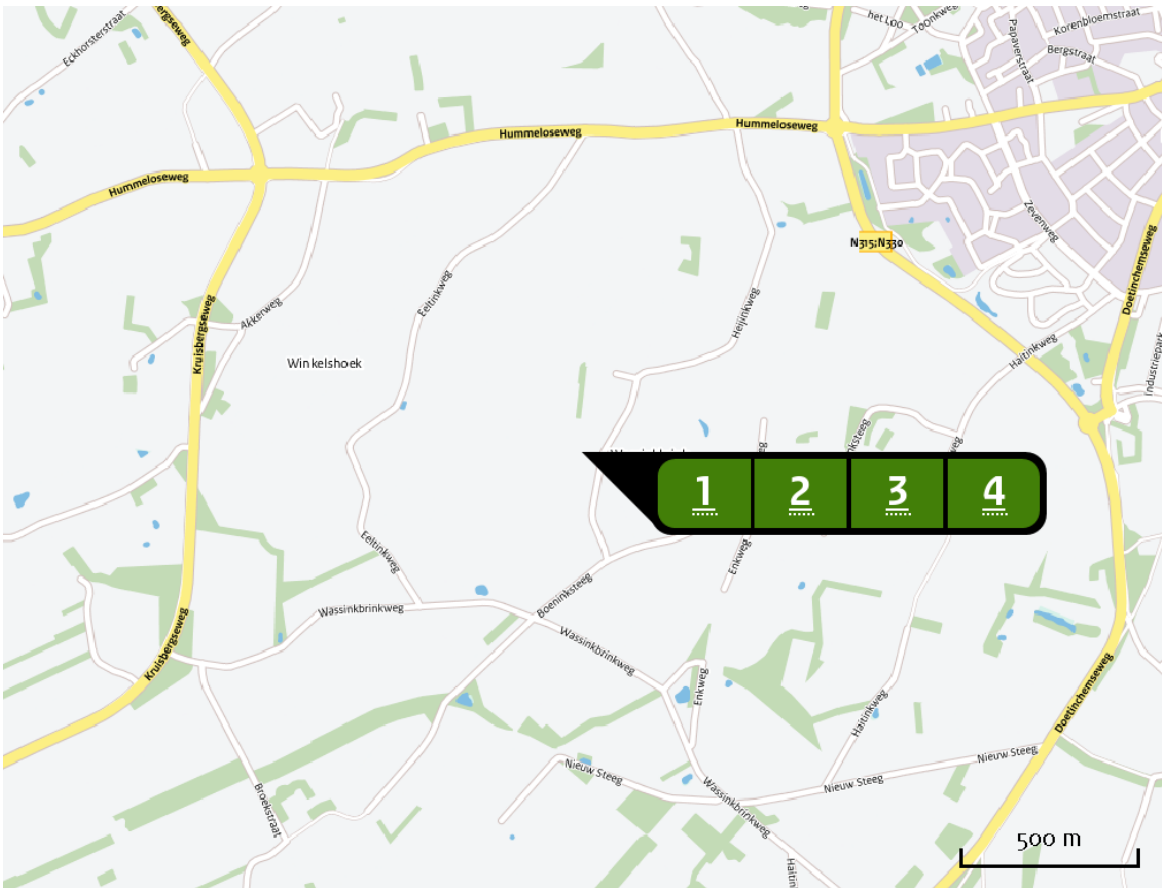 het Loo
Toonkweg
Korenbloemstraat
Papaverstraat
Bergstraat
Eckhorsterstraat
Hummeloseweg
Hummeloseweg
Hummeloseweg
Zevenweg
N315;N330
Doetinchemseweg
Eeltinkweg
Akkerweg
Heijinkweg
Kruisbergseweg
Haitinkweg
Industriepark
Winkelshoek
1 2 3 4
Eeltinkweg
Enkweg
Boeninksteeg
Wassinkbrinkweg
Wassinkbrinkweg
Kruisbergseweg
Enkweg
Haitinkweg
Doetinchemseweg
Nieuw Steeg
Nieuw Steeg
Nieuw Steeg
Broekstraat
Wassinkbrinkweg
500 m